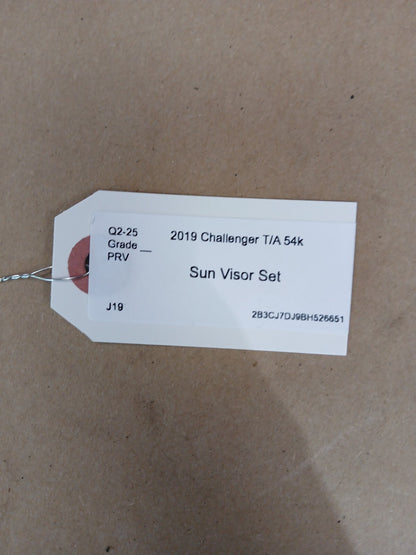 Q2-25
Grade __
PRV
2019 Challenger T/A 54k
Sun Visor Set
J19
2B3CJ7DJ9BH526651